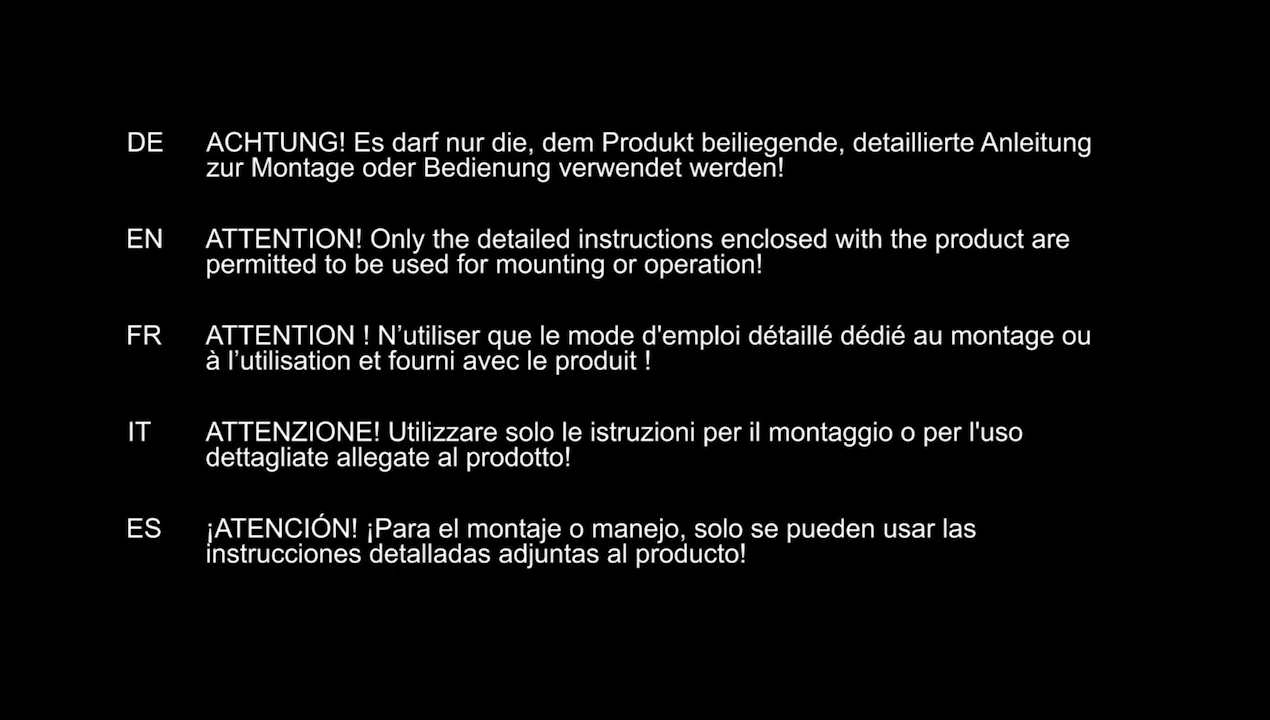 DE ACHTUNG! Es darf nur die, dem Produkt beiliegende, detaillierte Anleitung
zur Montage oder Bedienung verwendet werden!
EN ATTENTION! Only the detailed instructions enclosed with the product are
permitted to be used for mounting or operation!
FR ATTENTION ! N’utiliser que le mode d'emploi détaillé dédié au montage ou
à l’utilisation et fourni avec le produit !
IT ATTENZIONE! Utilizzare solo le istruzioni per il montaggio o per l'uso
dettagliate allegate al prodotto!
ES ¡ATENCIÓN! ¡Para el montaje o manejo, solo se pueden usar las
instrucciones detalladas adjuntas al producto!